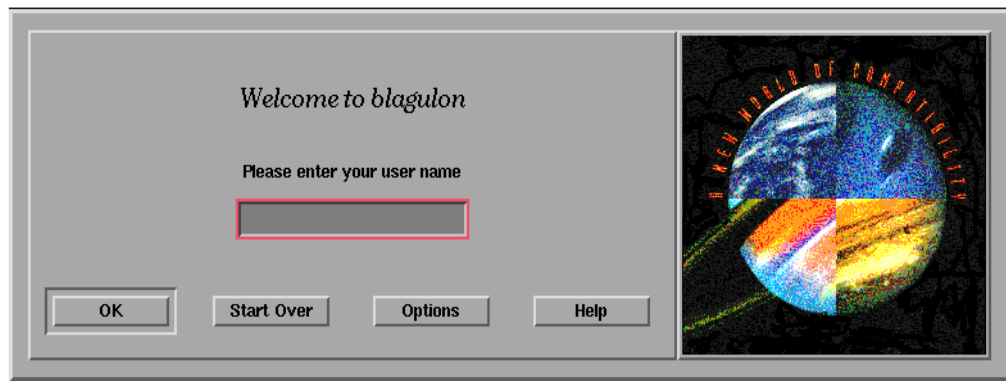 Welcome to blagulon
Please enter your user name
OK
Start Over
Options
Help
A NEW WORLD OF COMPATIBILITY